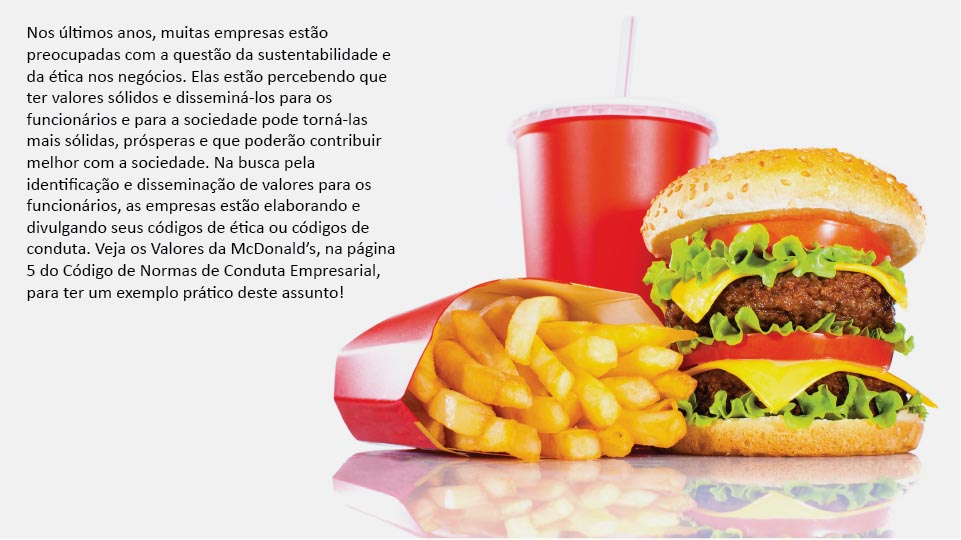 Nos últimos anos, muitas empresas estão
preocupadas com a questão da sustentabilidade e
da ética nos negócios. Elas estão percebendo que
ter valores sólidos e disseminá-los para os
funcionários e para a sociedade pode torná-las
mais sólidas, prósperas e que poderão contribuir
melhor com a sociedade. Na busca pela
identificação e disseminação de valores para os
funcionários, as empresas estão elaborando e
divulgando seus códigos de ética ou códigos de
conduta. Veja os Valores da McDonald’s, na página
5 do Código de Normas de Conduta Empresarial,
para ter um exemplo prático deste assunto!